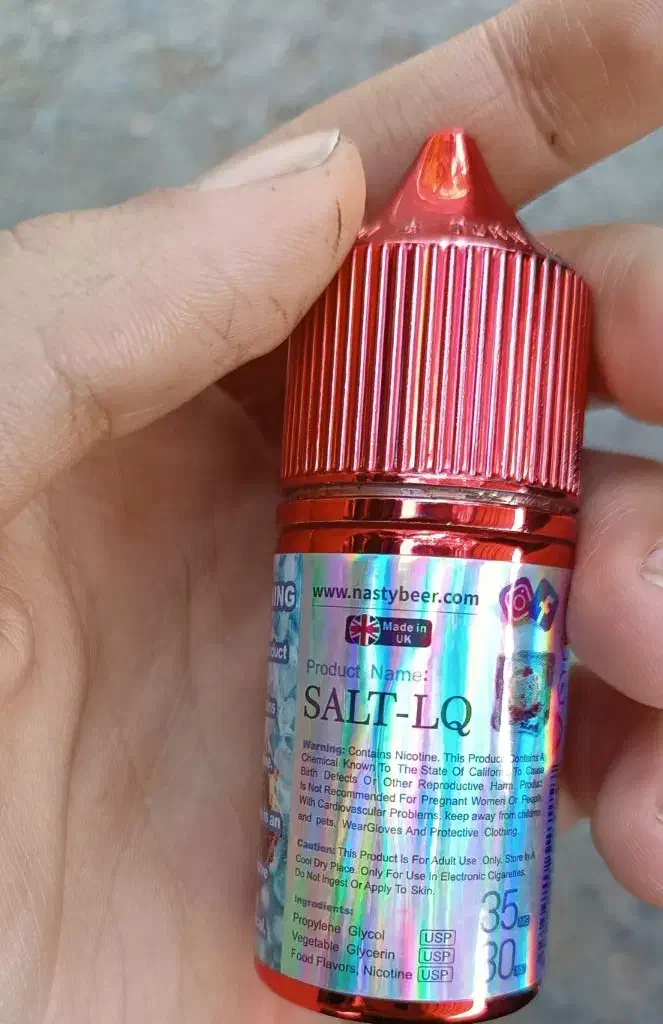 ING
www.nastybeer.com
Made in
UK
Product Name:
SALT-LQ
Warning: Contains Nicotine. This Product Contains A
Chemical Known To The State Of Californ To Cause
Birth Defects Or Other Reproductive Harm. Product
Is Not Recommended For Pregnant Women Or People
With Cardiovascular Problems. Keep away from children
and pets. WearGloves And Protective Clothing.
Caution: This Product Is For Adult Use Only. Store In A
Cool Dry Place. Only For Use In Electronic Cigarettes.
Do Not Ingest Or Apply To Skin.
Ingredients:
Propylene Glycol USP
Vegetable Glycerin USP
Food Flavors, Nicotine USP
35MG
30